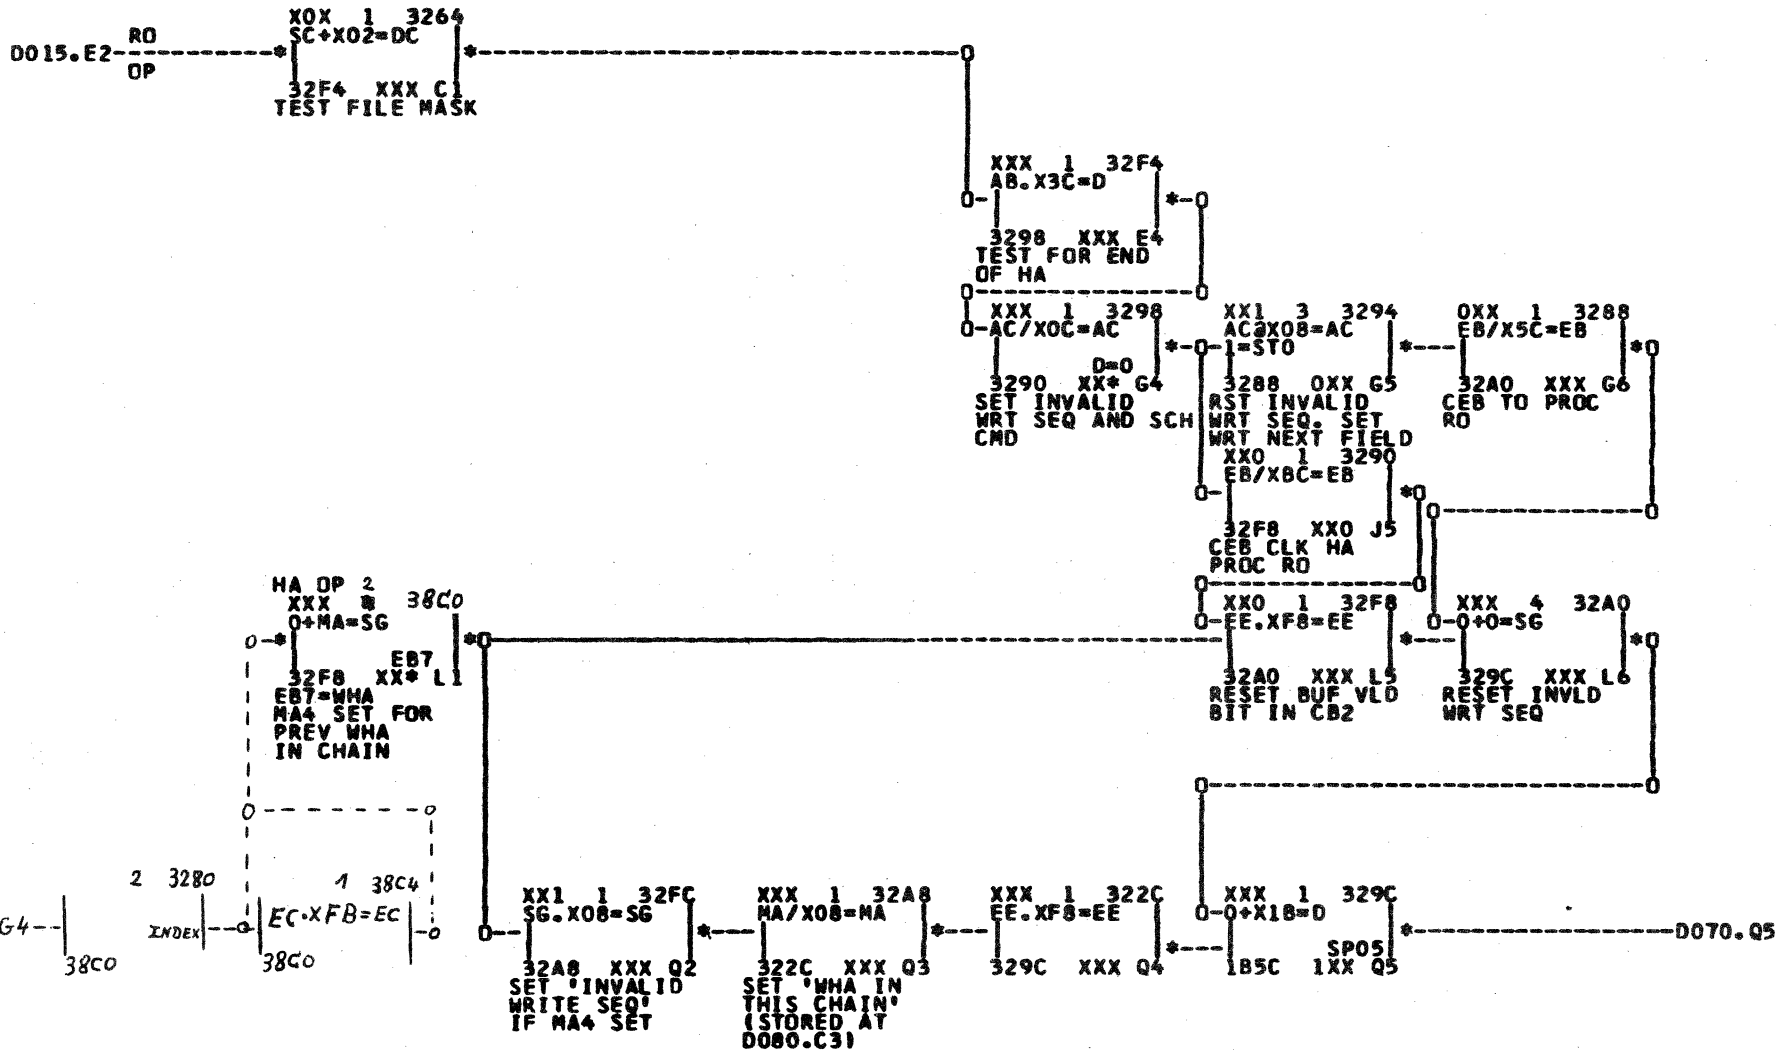 D015.E2
RO
OP
X0X 1 3264
SC+X02=DC
32F4 XXX C1
TEST FILE MASK
XXX 1 32F4
AB.X3C=D
3298 XXX E4
TEST FOR END
OF HA
XXX 1 3298
AC/X0C=AC
D=0
3290 XX* G4
SET INVALID
WRT SEQ AND SCH
CMD
XX1 3 3294
AC@X08=AC
1=STO
3288 0XX G5
RST INVALID
WRT SEQ. SET
WRT NEXT FIELD
0XX 1 3288
EB/X5C=EB
32A0 XXX G6
CEB TO PROC
RO
XX0 1 3290
EB/XBC=EB
32F8 XX0 J5
CEB CLK HA
PROC RO
HA OP 2
XXX
38C0
0+MA=SG
EB7
32F8 XX* L1
EB7=WHA
MA4 SET FOR
PREV WHA
IN CHAIN
XX0 1 32F8
EE.XF8=EE
32A0 XXX L5
RESET BUF VLD
BIT IN CB2
XXX 4 32A0
0+0=SG
329C XXX L6
RESET INVLD
WRT SEQ
G4
2 3280
INDEX
38C0
1 38C4
EC.XFB=EC
38C0
XX1 1 32FC
SG.X08=SG
32A8 XXX Q2
SET 'INVALID
WRITE SEQ'
IF MA4 SET
XXX 1 32A8
MA/X08=MA
322C XXX Q3
SET 'WHA IN
THIS CHAIN'
(STORED AT
D080.C3)
XXX 1 322C
EE.XF8=EE
329C XXX Q4
XXX 1 329C
0+X18=D
SP05
1B5C 1XX Q5
D070.Q5